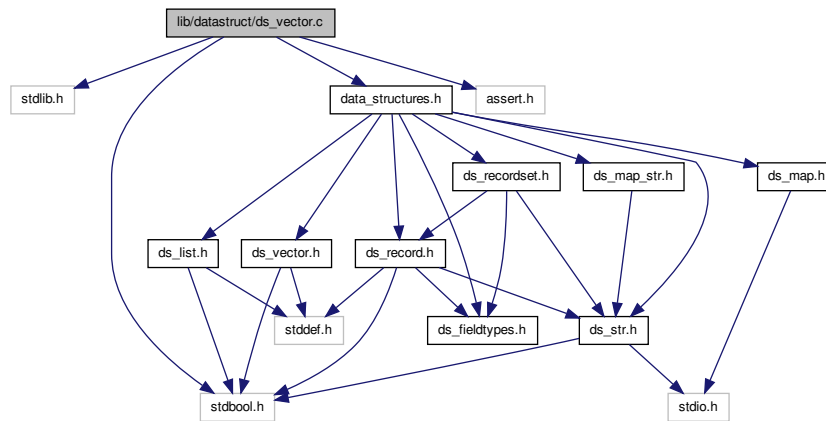 lib/datastruct/ds_vector.c
stdlib.h
data_structures.h
assert.h
ds_recordset.h
ds_map_str.h
ds_map.h
ds_list.h
ds_vector.h
ds_record.h
stddef.h
ds_fieldtypes.h
ds_str.h
stdbool.h
stdio.h